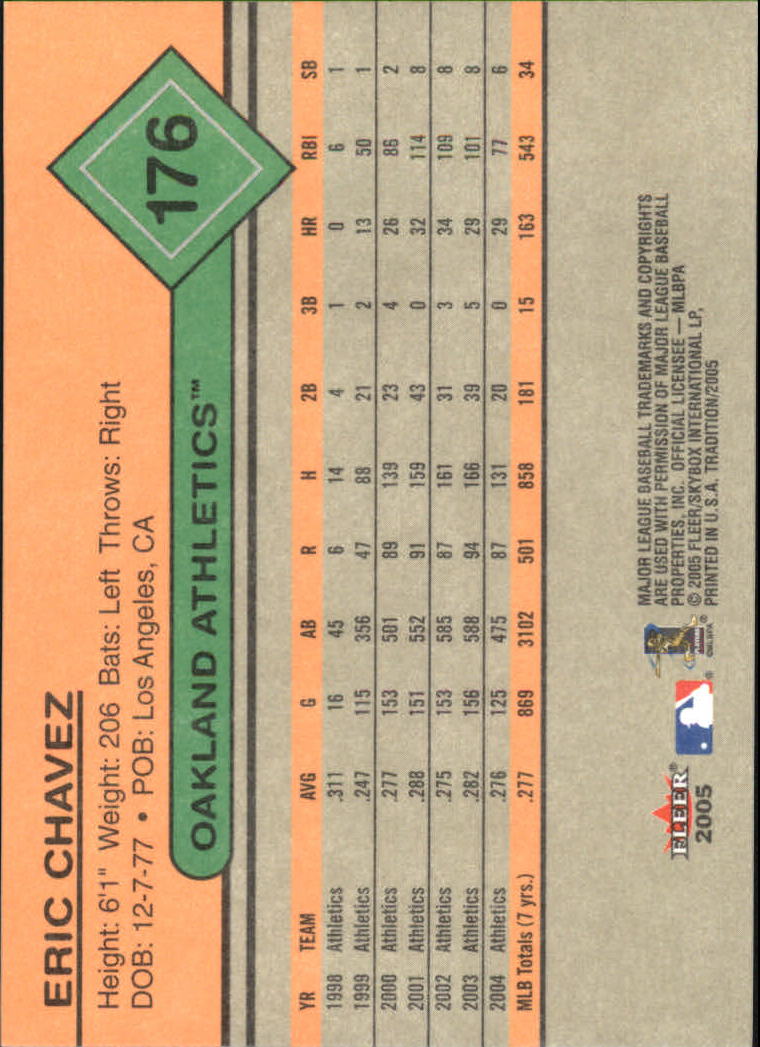 ERIC CHAVEZ
Height: 6'1" Weight: 206 Bats: Left Throws: Right
DOB: 12-7-77 • POB: Los Angeles, CA
176
OAKLAND ATHLETICS™
YR TEAM AVG G AB R H 2B 3B HR RBI SB
1998 Athletics .311 16 45 6 14 4 1 0 6 1
1999 Athletics .247 115 356 47 88 21 2 13 50 1
2000 Athletics .277 153 501 89 139 23 4 26 86 2
2001 Athletics .288 151 552 91 159 43 0 32 114 8
2002 Athletics .275 153 585 87 161 31 3 34 109 8
2003 Athletics .282 156 588 94 166 39 5 29 101 8
2004 Athletics .276 125 475 87 131 20 0 29 77 6
MLB Totals (7 yrs.) .277 869 3102 501 858 181 15 163 543 34
FLEER®
2005
®
®
©MLBPA
MAJOR LEAGUE BASEBALL TRADEMARKS AND COPYRIGHTS
ARE USED WITH PERMISSION OF MAJOR LEAGUE BASEBALL
PROPERTIES, INC. OFFICIAL LICENSEE — MLBPA
© 2005 FLEER/SKYBOX INTERNATIONAL LP,
PRINTED IN U.S.A. TRADITION/2005